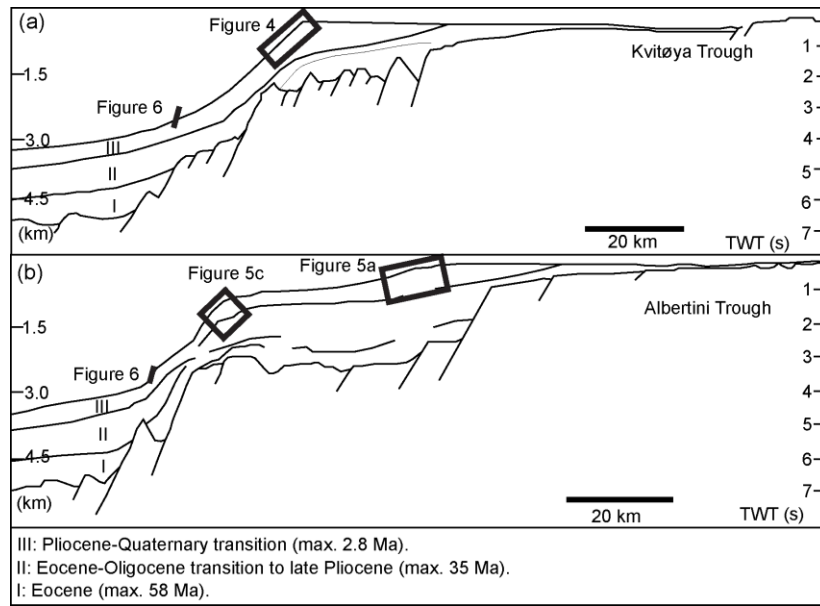 (a)
Figure 4
Kvitøya Trough
1
1.5
2
Figure 6
3
3.0
4
III
II
5
4.5
I
6
(km)
20 km
TWT (s)
7
(b)
Figure 5c
Figure 5a
1
Albertini Trough
1.5
2
Figure 6
3
3.0
4
III
II
5
4.5
I
6
(km)
7
20 km
TWT (s)
III: Pliocene-Quaternary transition (max. 2.8 Ma).
II: Eocene-Oligocene transition to late Pliocene (max. 35 Ma).
I: Eocene (max. 58 Ma).